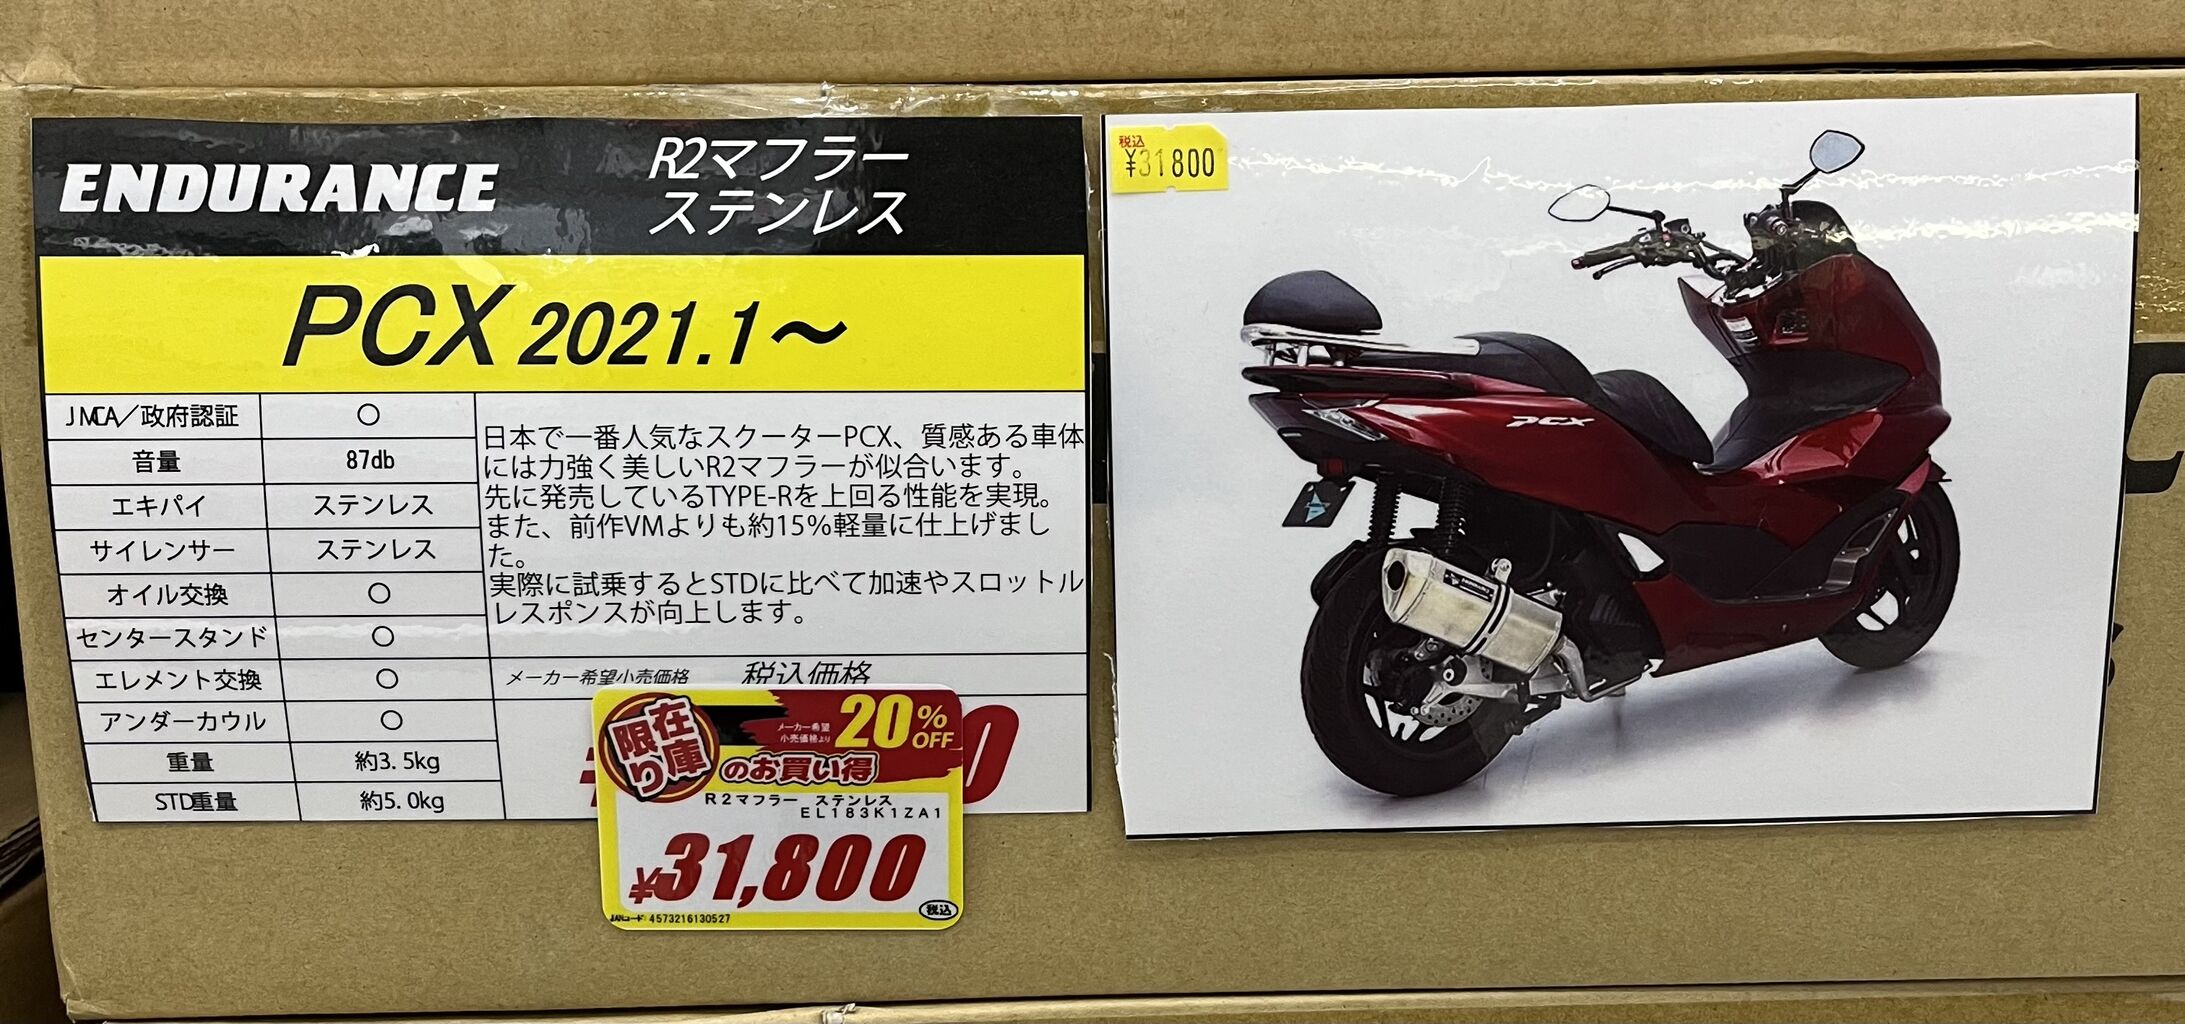 ENDURANCE
R2マフラー
ステンレス
PCX 2021.1～
JMCA／政府認証 ○
音量 87db
エキパイ ステンレス
サイレンサー ステンレス
オイル交換 ○
センタースタンド ○
エレメント交換 ○
アンダーカウル ○
重量 約3.5kg
STD重量 約5.0kg
日本で一番人気なスクーターPCX、質感ある車体
には力強く美しいR2マフラーが似合います。
先に発売しているTYPE-Rを上回る性能を実現。
また、前作VMよりも約15%軽量に仕上げまし
た。
実際に試乗するとSTDに比べて加速やスロットル
レスポンスが向上します。
メーカー希望小売価格 税込価格
在庫
限り
メーカー希望
小売価格より
20%
OFF
のお買い得
R2マフラー ステンレス
EL183K1ZA1
¥31,800
JANコード: 4573216130527
税込
税込
¥31800
PCX